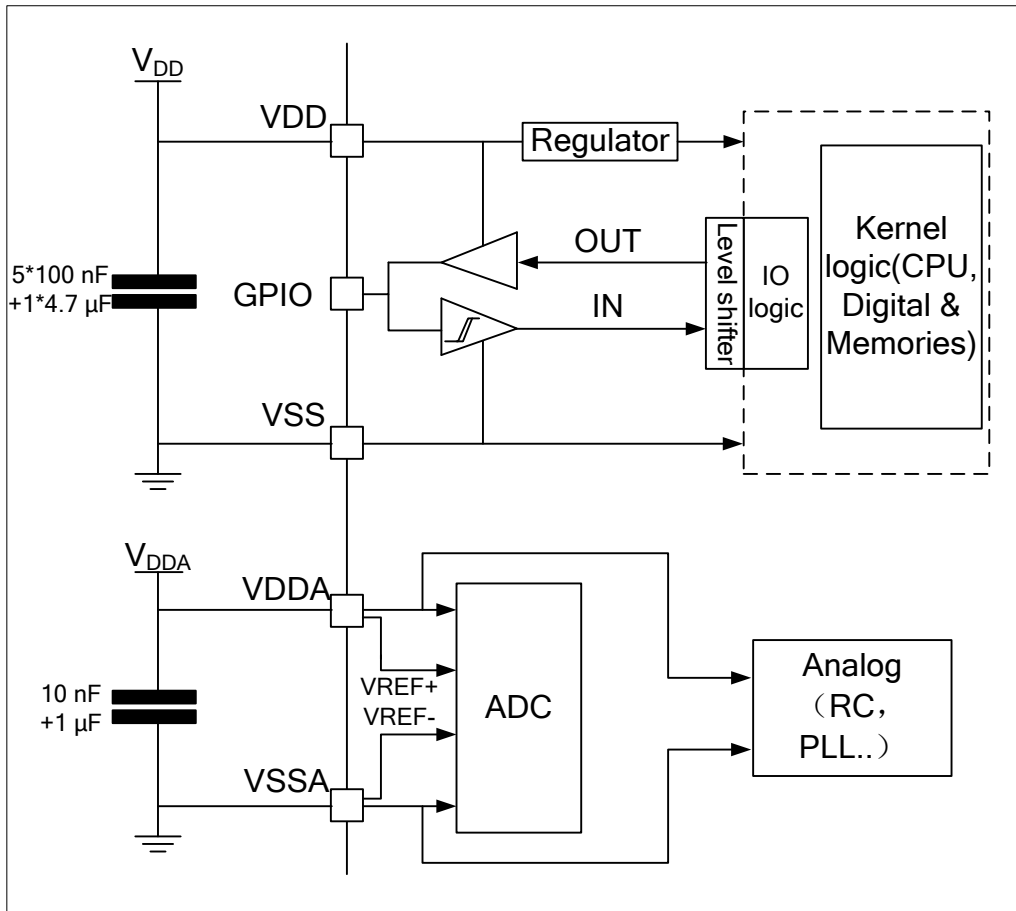 VDD
VDD
Regulator
OUT
Level shifter
IO
logic
Kernel
logic(CPU,
Digital &
Memories)
5*100 nF
+1*4.7 µF
GPIO
IN
VSS
VDDA
VDDA
VREF+
VREF-
ADC
Analog
（RC，
PLL..）
10 nF
+1 µF
VSSA